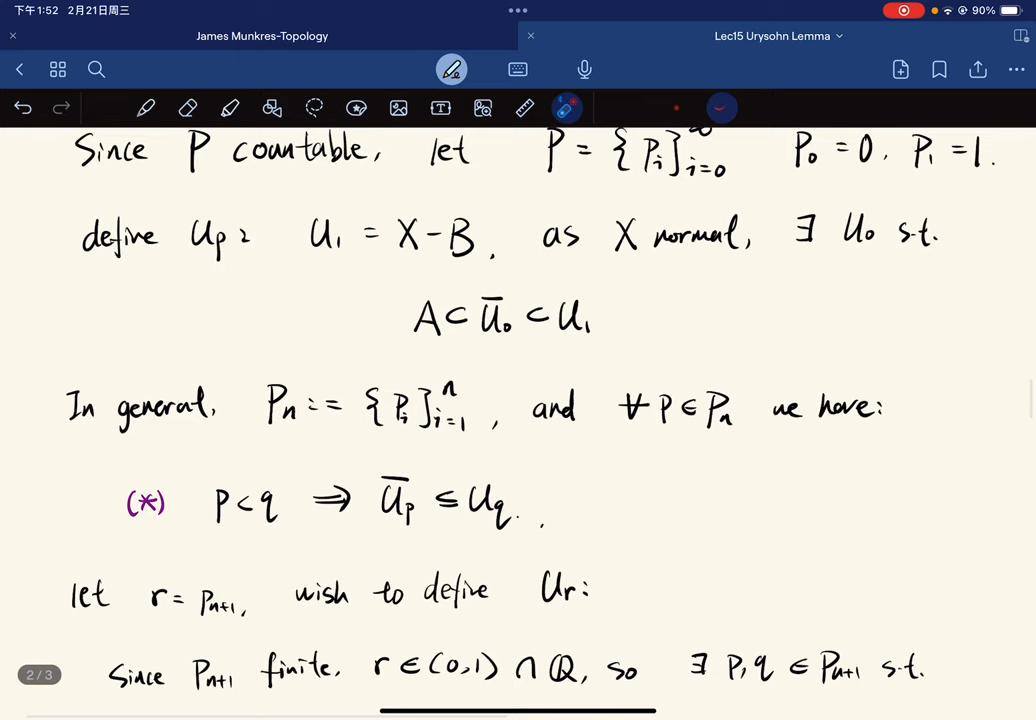 下午1:52 2月21日周三
90%
James Munkres-Topology
Lec15 Urysohn Lemma
Since P countable, let P = {Pᵢ}_{i=0}^∞ P₀ = 0, P₁ = 1.
define Up: U₁ = X - B, as X normal, ∃ U₀ s.t.
A ⊂ Ū₀ ⊂ U₁
In general, Pₙ := {Pᵢ}_{i=1}^n, and ∀ p ∈ Pₙ we have:
(*) p < q ⟹ Ūp ⊆ Uq.
let r = pₙ₊₁, wish to define Ur:
2/3
Since Pₙ₊₁ finite, r ∈ (0,1) ∩ ℚ, so ∃ p, q ∈ Pₙ₊₁ s.t.